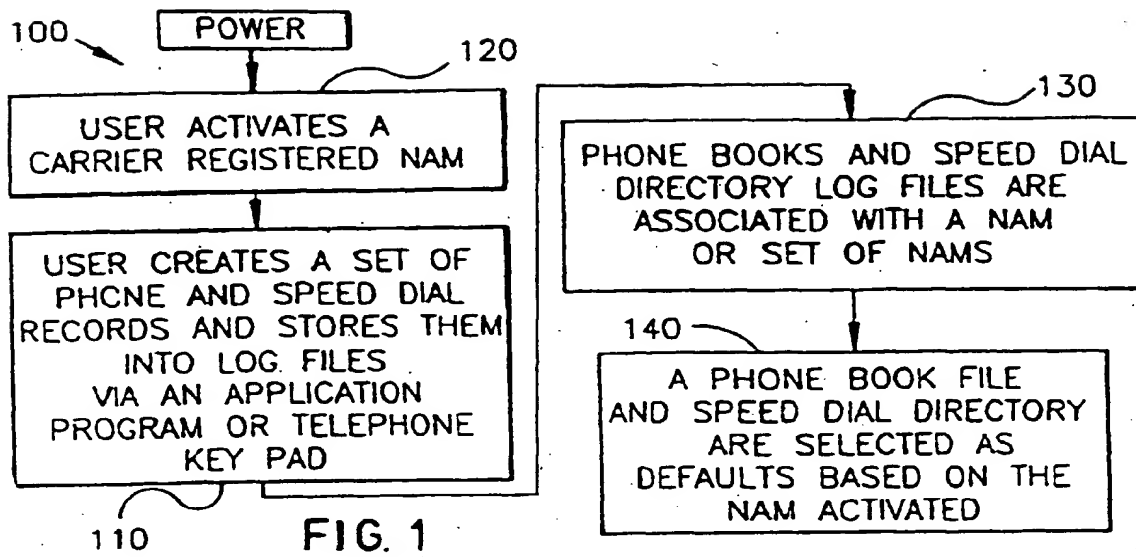 100
POWER
120
USER ACTIVATES A
CARRIER REGISTERED NAM
USER CREATES A SET OF
PHCNE AND SPEED DIAL
RECORDS AND STORES THEM
INTO LOG FILES
VIA AN APPLICATION
PROGRAM OR TELEPHONE
KEY PAD
110
130
PHONE BOOKS AND SPEED DIAL
DIRECTORY LOG FILES ARE
ASSOCIATED WITH A NAM
OR SET OF NAMS
140
A PHONE BOOK FILE
AND SPEED DIAL DIRECTORY
ARE SELECTED AS
DEFAULTS BASED ON THE
NAM ACTIVATED
FIG. 1